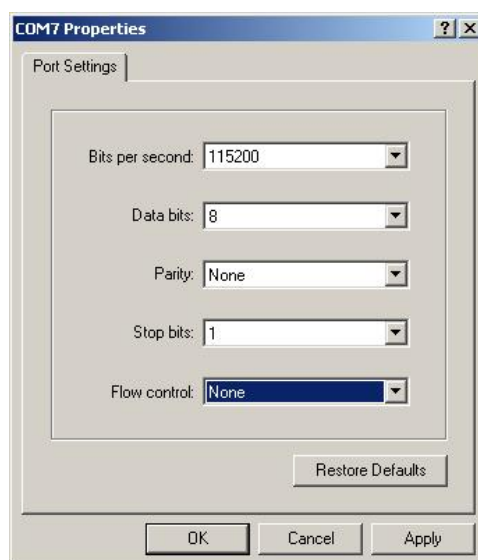 COM7 Properties
Port Settings
Bits per second: 115200
Data bits: 8
Parity: None
Stop bits: 1
Flow control: None
Restore Defaults
OK Cancel Apply